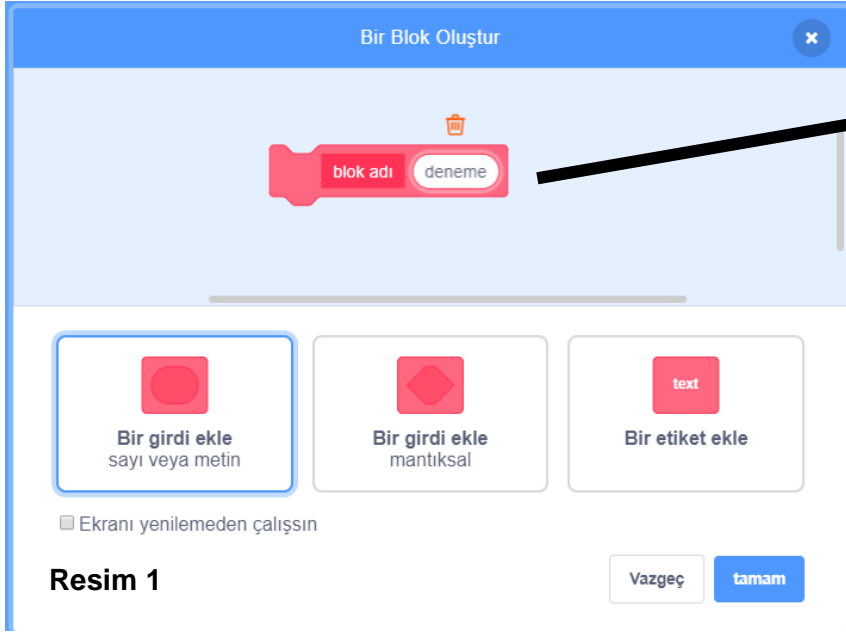 Bir Blok Oluştur
blok adı deneme
text
Bir girdi ekle
sayı veya metin
Bir girdi ekle
mantıksal
Bir etiket ekle
Ekranı yenilemeden çalışsın
Resim 1
Vazgeç
tamam